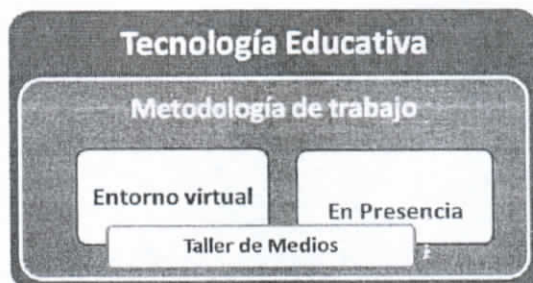 Tecnología Educativa
Metodología de trabajo
Entorno virtual
En Presencia
Taller de Medios